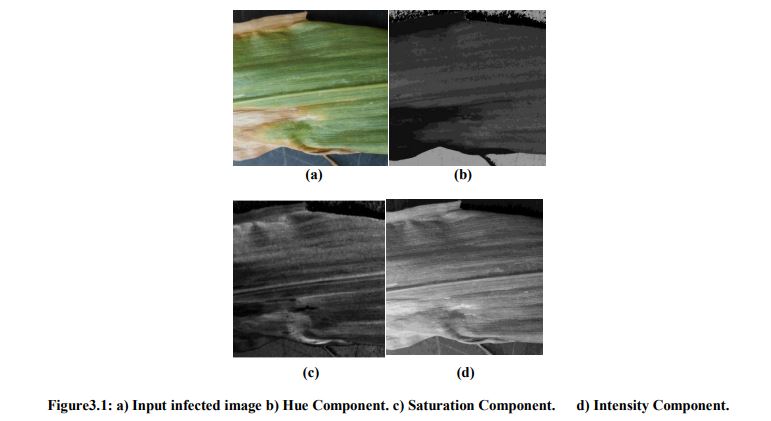 (a) (b)
(c) (d)
Figure3.1: a) Input infected image b) Hue Component. c) Saturation Component. d) Intensity Component.